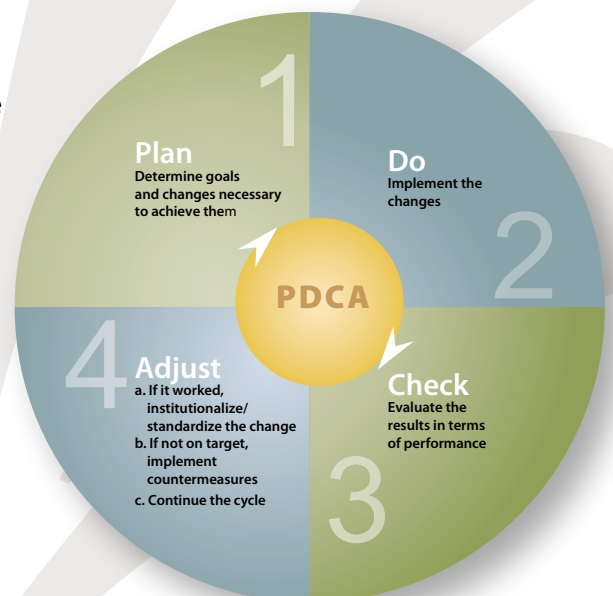 1
Plan
Determine goals
and changes necessary
to achieve them
Do
Implement the
changes
2
PDCA
4
Adjust
a. If it worked,
institutionalize/
standardize the change
b. If not on target,
implement
countermeasures
c. Continue the cycle
Check
Evaluate the
results in terms
of performance
3